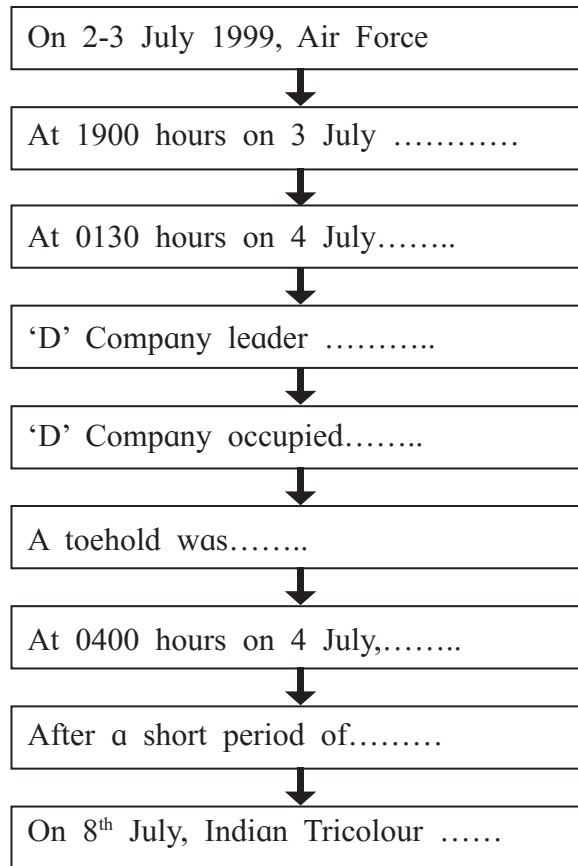 On 2-3 July 1999, Air Force
At 1900 hours on 3 July …………
At 0130 hours on 4 July……..
‘D’ Company leader ………..
‘D’ Company occupied……..
A toehold was……..
At 0400 hours on 4 July,……..
After a short period of………
On 8th July, Indian Tricolour ……